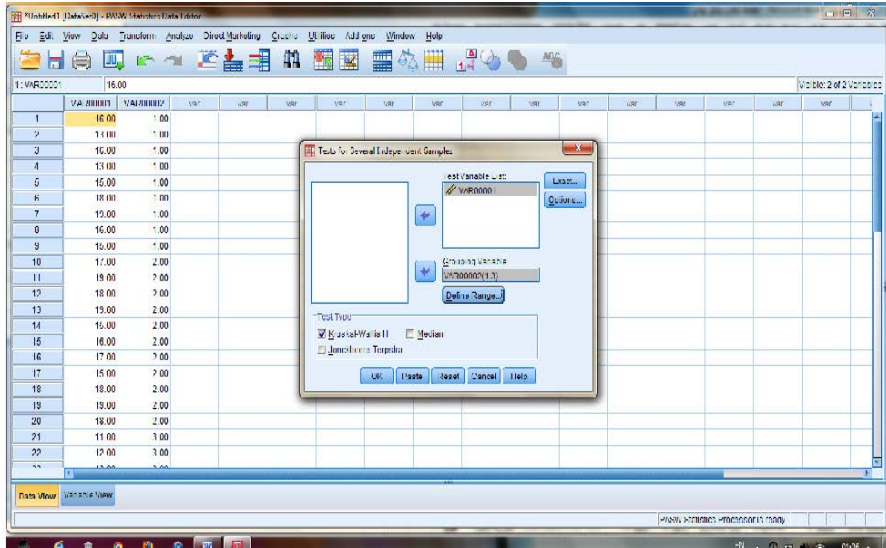 *Untitled1 [DataSet0] - PASW Statistics Data Editor
File Edit View Data Transform Analyze Direct Marketing Graphs Utilities Add-ons Window Help
1 : VAR00001 16.00 Visible: 2 of 2 Variables
VAR00001 VAR00002 var var var var var var var var var var var var
1 16.00 1.00
2 1.00
3 16.00 1.00
4 13.00 1.00
5 15.00 1.00
6 18.00 1.00
7 19.00 1.00
8 16.00 1.00
9 15.00 1.00
10 17.00 2.00
11 19.00 2.00
12 18.00 2.00
13 19.00 2.00
14 2.00
15 16.00 2.00
16 17.00 2.00
17 15.00 2.00
18 18.00 2.00
19 19.00 2.00
20 18.00 2.00
21 11.00 3.00
22 12.00 3.00
Tests for Several Independent Samples
Test Variable List:
VAR00001
Exact...
Options...
Grouping Variable:
VAR00002(1 3)
Define Range...
Test Type
Kruskal-Wallis H Median
Jonckheere-Terpstra
OK Paste Reset Cancel Help
Data View Variable View
PASW Statistics Processor is ready
EN